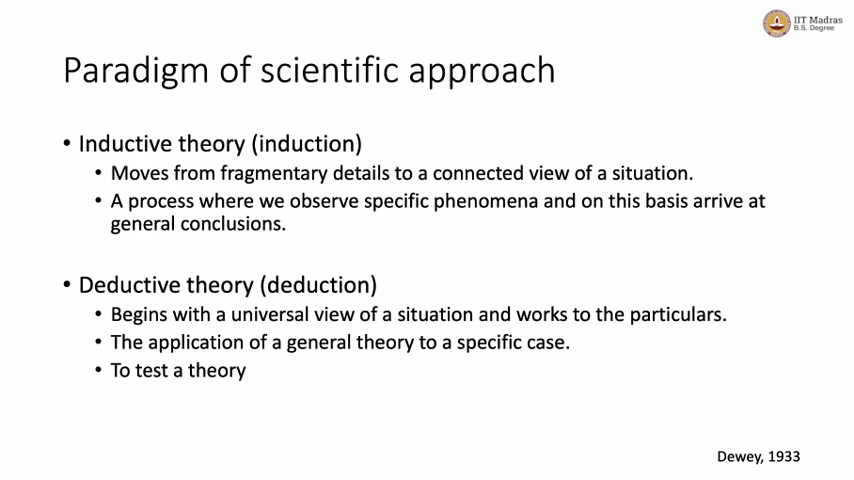 IIT Madras
B.S. Degree
Paradigm of scientific approach
• Inductive theory (induction)
• Moves from fragmentary details to a connected view of a situation.
• A process where we observe specific phenomena and on this basis arrive at
general conclusions.
• Deductive theory (deduction)
• Begins with a universal view of a situation and works to the particulars.
• The application of a general theory to a specific case.
• To test a theory
Dewey, 1933